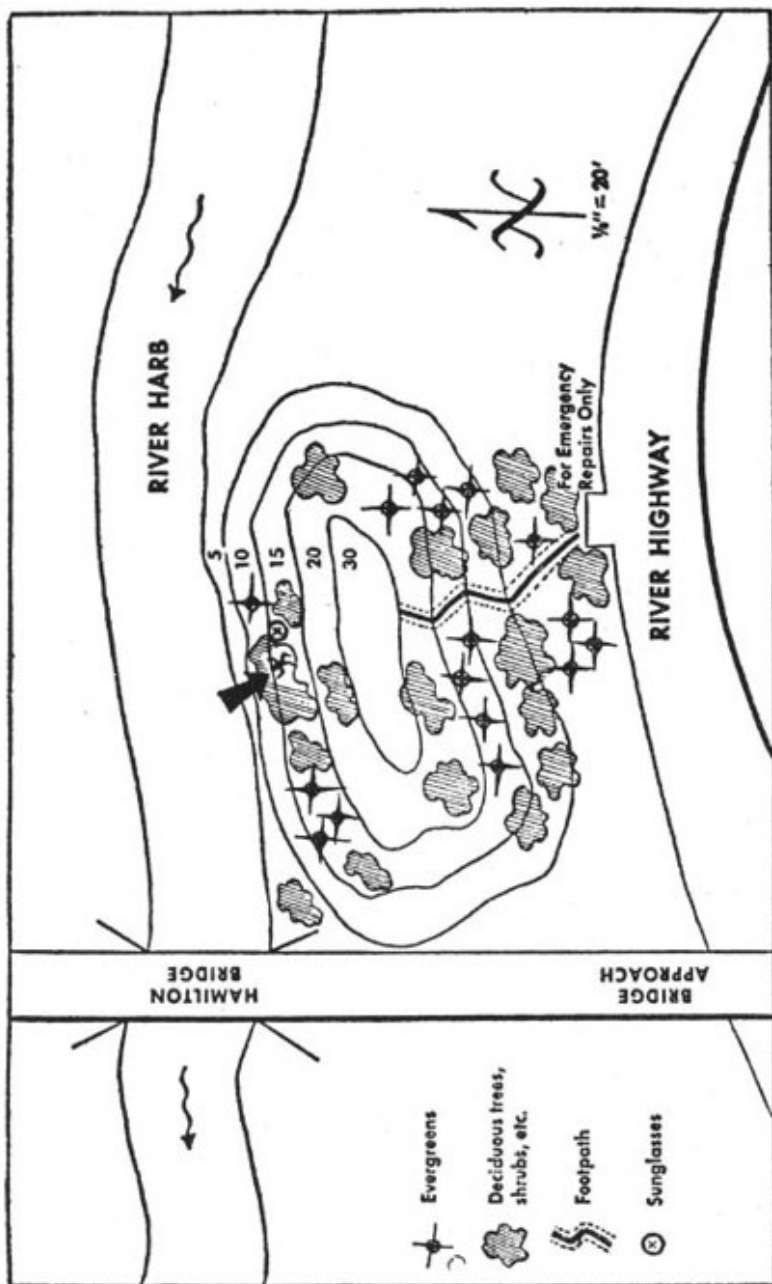 RIVER HARB
5
10
15
20
30
⅛"=20'
For Emergency
Repairs Only
RIVER HIGHWAY
HAMILTON
BRIDGE
BRIDGE
APPROACH
Evergreens
Deciduous trees,
shrubs, etc.
Footpath
Sunglasses